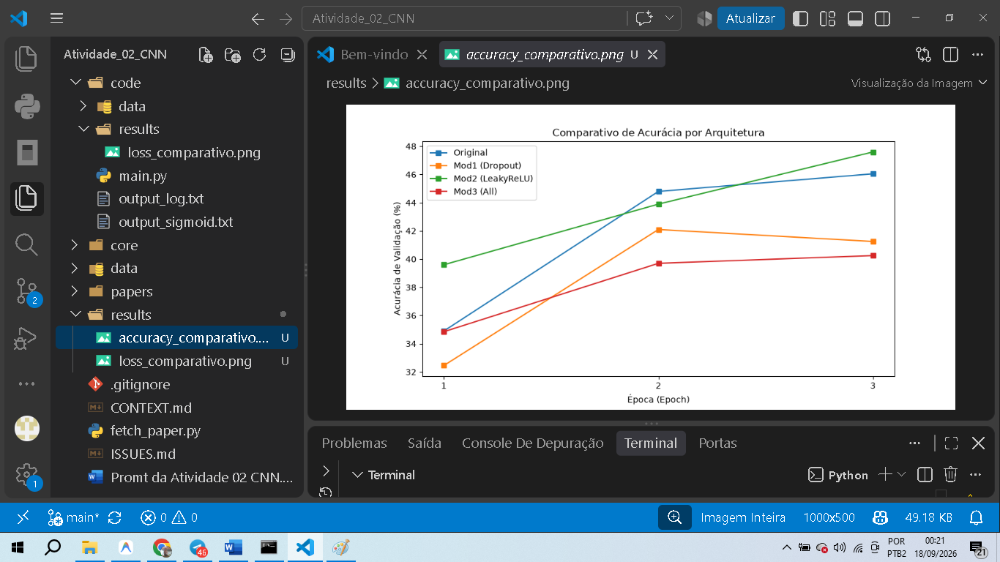 Atividade_02_CNN
Atualizar
Atividade_02_CNN
code
data
results
loss_comparativo.png
main.py
output_log.txt
output_sigmoid.txt
core
data
papers
results
accuracy_comparativo.... U
loss_comparativo.png U
.gitignore
CONTEXT.md
fetch_paper.py
ISSUES.md
Promt da Atividade 02 CNN....
2
1
Bem-vindo
accuracy_comparativo.png U
results > accuracy_comparativo.png
Visualização da Imagem
Comparativo de Acurácia por Arquitetura
Original
Mod1 (Dropout)
Mod2 (LeakyReLU)
Mod3 (All)
Acurácia de Validação (%)
48
46
44
42
40
38
36
34
32
1 2 3
Época (Epoch)
Problemas Saída Console De Depuração Terminal Portas
Terminal
Python
main* 0 0
Imagem Inteira 1000x500 49.18 KB
46
POR
PTB2
00:21
18/09/2026
21